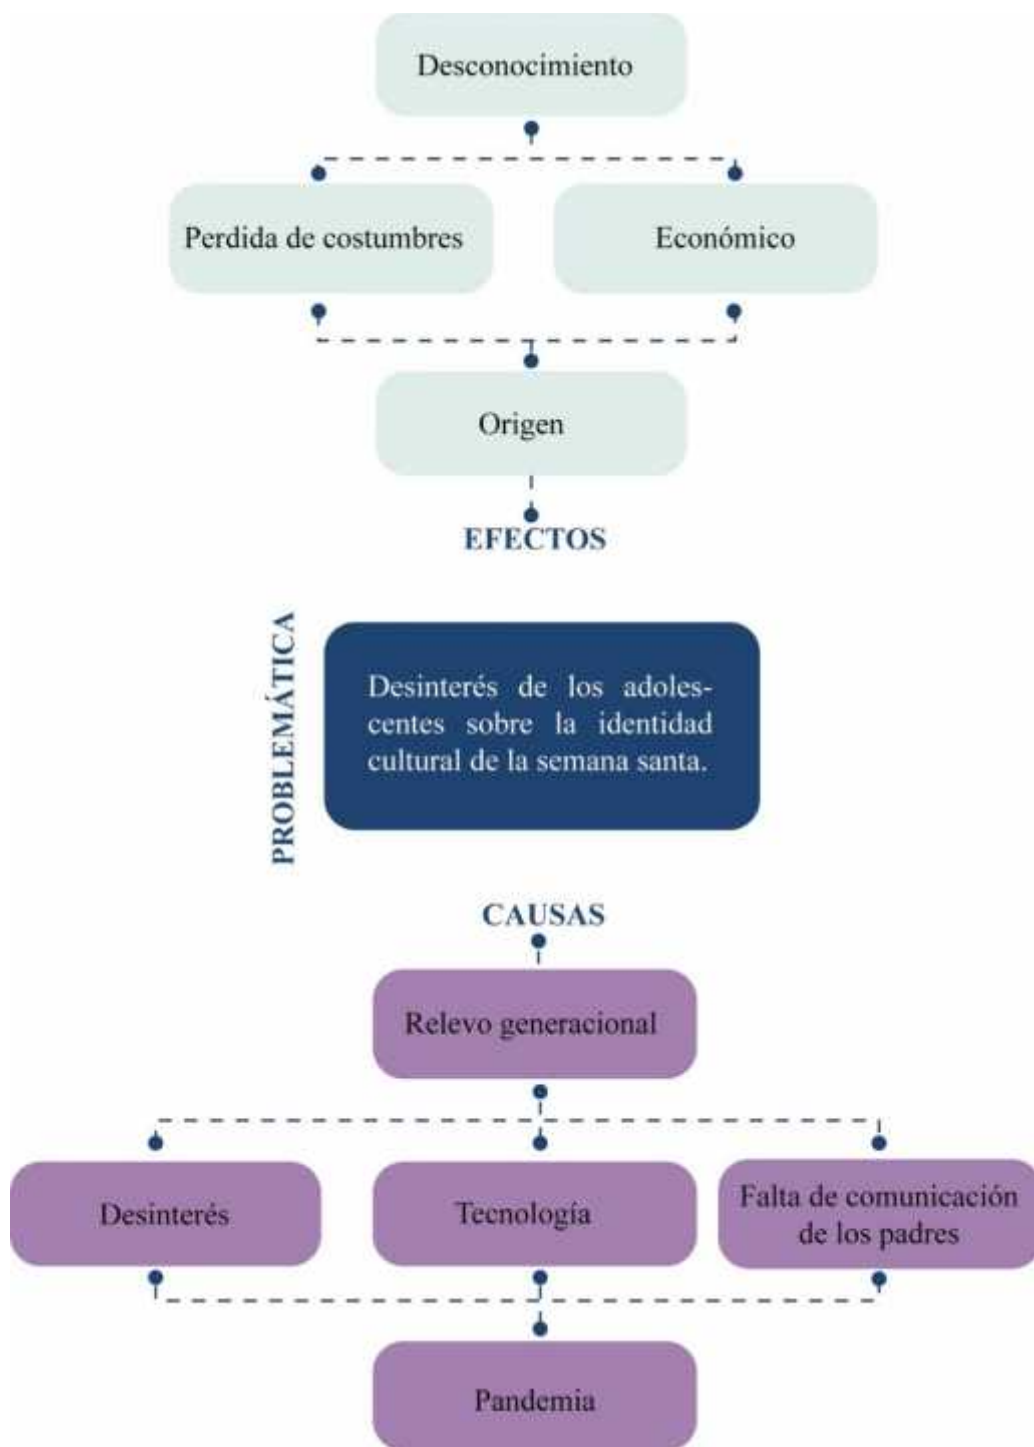 Desconocimiento
Perdida de costumbres
Económico
Origen
EFECTOS
PROBLEMÁTICA
Desinterés de los adoles-
centes sobre la identidad
cultural de la semana santa.
CAUSAS
Relevo generacional
Desinterés
Tecnología
Falta de comunicación
de los padres
Pandemia